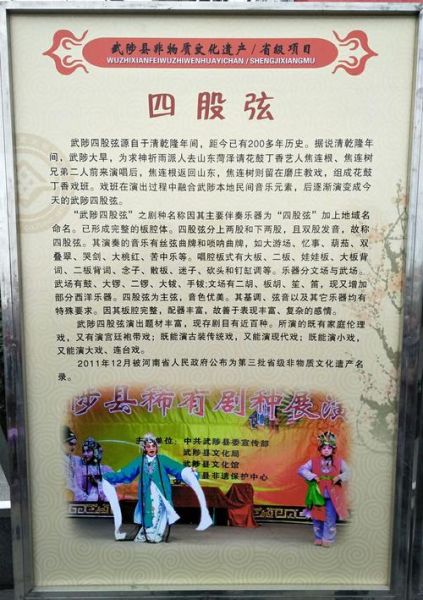 武陟县非物质文化遗产/省级项目
WUZHIXIANFEIWUZHIWENHUAYICHAN / SHENGJIXIANGMU
四股弦
武陟四股弦源自于清乾隆年间，距今已有200多年历史。据说清乾隆年
间，武陟大旱，为求神祈雨派人去山东菏泽请花鼓丁香艺人焦连根、焦连树
兄弟二人前来演唱后，焦连根返回山东，焦连树则留在磨庄教戏，组成花鼓
丁香戏班。戏班在演出过程中融合武陟本地民间音乐元素，后逐渐演变成今
天的武陟四股弦。
“武陟四股弦”之剧种名称因其主要伴奏乐器为“四股弦”加上地域名
命名。已形成完整的板腔体。四股弦分上两股和下两股，且双股发音，故称
四股弦。其演奏的音乐有丝弦曲牌和唢呐曲牌，如大游场、忆事、葫茄、双
叠翠、哭剑、大桃红、苦中乐等。唱腔板式有大板、二板、娃娃板、大板背
词、二板背词、念子、散板、迷子、砍头和钉缸调等。乐器分文场与武场。
武场有鼓、大锣、二锣、大钹、手钹;文场有二胡、板胡、笙、笛，现又增加
部分西洋乐器。四股弦为主弦，音色优美。其基调、弦音以及其它乐器均有
特殊要求。因其板腔完整，配器丰富，故善于表现丰富、复杂的感情。
武陟四股弦演出题材丰富，现存剧目有近百种。所演的既有家庭伦理
戏，又有演宫廷袍带戏；既能演古装传统戏，又能演现代戏；既能演小戏，
又能演大戏、连台戏。
2011年12月被河南省人民政府公布为第三批省级非物质文化遗产名
录。
陟县稀有剧种展演
单位：中共武陟县委宣传部
武陟县文化局
武陟县文化馆
县非遗保护中心